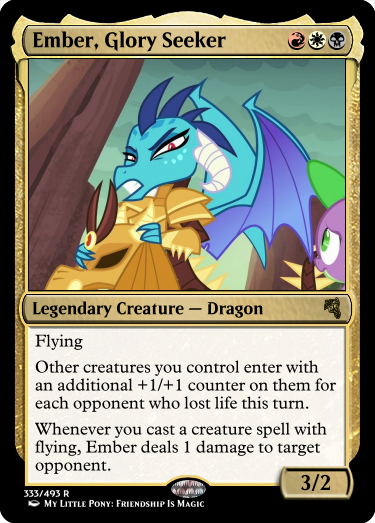 Ember, Glory Seeker
Legendary Creature — Dragon
Flying
Other creatures you control enter with
an additional +1/+1 counter on them for
each opponent who lost life this turn.
Whenever you cast a creature spell with
flying, Ember deals 1 damage to target
opponent.
3/2
333/493 R
My Little Pony: Friendship Is Magic